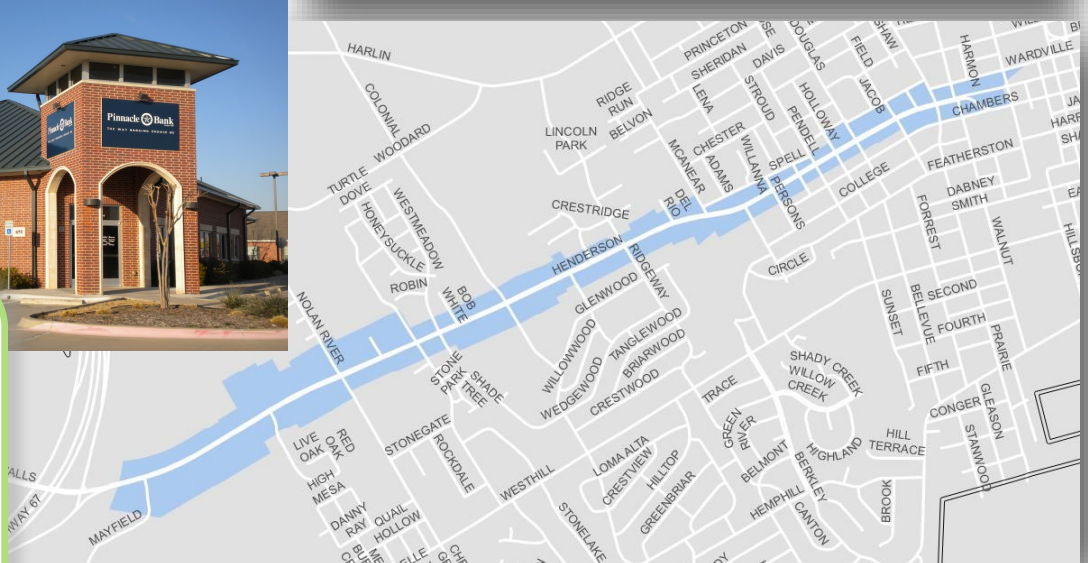 Pinnacle Bank
THE WAY BANKING SHOULD BE
Pinnacle Bank
HARLIN
COLONIAL
WOODARD
TURTLE
DOVE
HONEYSUCKLE
WESTMEADOW
ROBIN
BOB
WHITE
NOLAN RIVER
PRINCETON
SHERIDAN
DAVIS
DOUGLAS
FIELD
SHAW
HARMON
WARDVILLE
RIDGE
RUN
BELVON
LENA
STROUD
HOLLOWAY
JACOB
CHAMBERS
LINCOLN
PARK
CHESTER
PENDELL
MCANEAR
ADAMS
WILLANNA
SPELL
COLLEGE
FEATHERSTON
DABNEY
SMITH
PERSONS
DEL
RIO
CRESTRIDGE
HENDERSON
RIDGEWAY
CIRCLE
FORREST
WALNUT
GLENWOOD
WILLOWWOOD
TANGLEWOOD
BRIARWOOD
WEDGEWOOD
CRESTWOOD
SUNSET
BELLEVUE
SECOND
FOURTH
PRAIRIE
FIFTH
STONE
PARK
SHADE
TREE
STONEGATE
ROCKDALE
WESTHILL
TRACE
SHADY CREEK
WILLOW
CREEK
GREEN
RIVER
HIGHLAND
HILL
TERRACE
CONGER
GLEASON
STANWOOD
LIVE
OAK
RED
OAK
HIGH
MESA
DANNY
RAY
QUAIL
HOLLOW
LOMA ALTA
CRESTVIEW
HILLTOP
GREENBRIAR
BELMONT
BERKLEY
HEMPHILL
CANTON
BROOK
STONELAKE
MAYFIELD